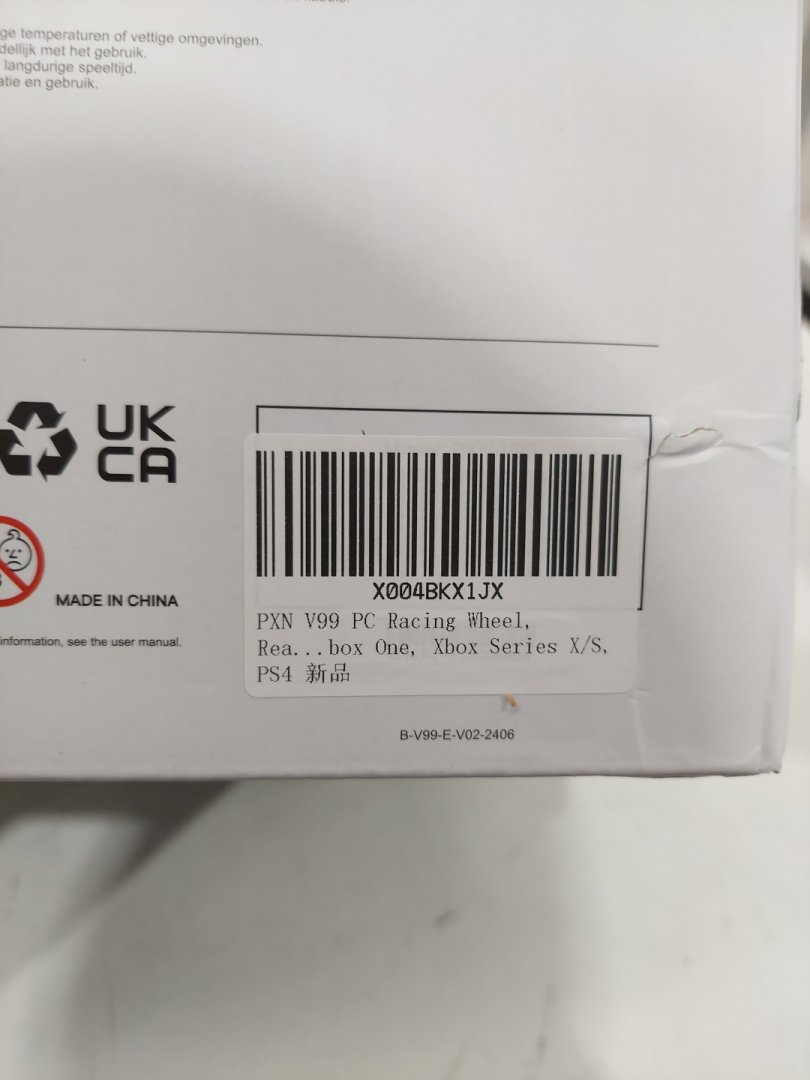 ge temperaturen of vettige omgevingen.
dellijk met het gebruik.
langdurige speeltijd.
atie en gebruik.
UK
CA
MADE IN CHINA
information, see the user manual.
X004BKX1JX
PXN V99 PC Racing Wheel,
Rea...box One, Xbox Series X/S,
PS4 新品
B-V99-E-V02-2406